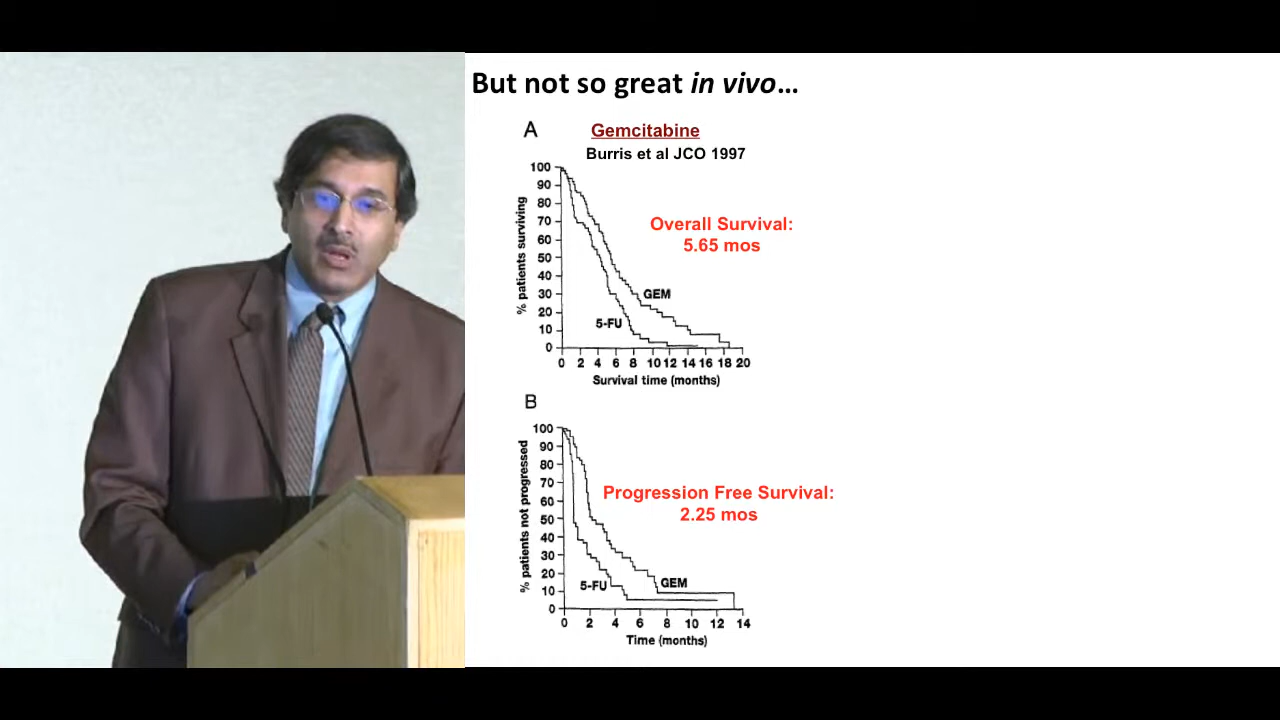 But not so great in vivo...
A
Gemcitabine
Burris et al JCO 1997
% patients surviving
100
90
80
70
60
50
40
30
20
10
0
Overall Survival:
5.65 mos
GEM
5-FU
0 2 4 6 8 10 12 14 16 18 20
Survival time (months)
B
% patients not progressed
100
90
80
70
60
50
40
30
20
10
0
Progression Free Survival:
2.25 mos
5-FU
GEM
0 2 4 6 8 10 12 14
Time (months)